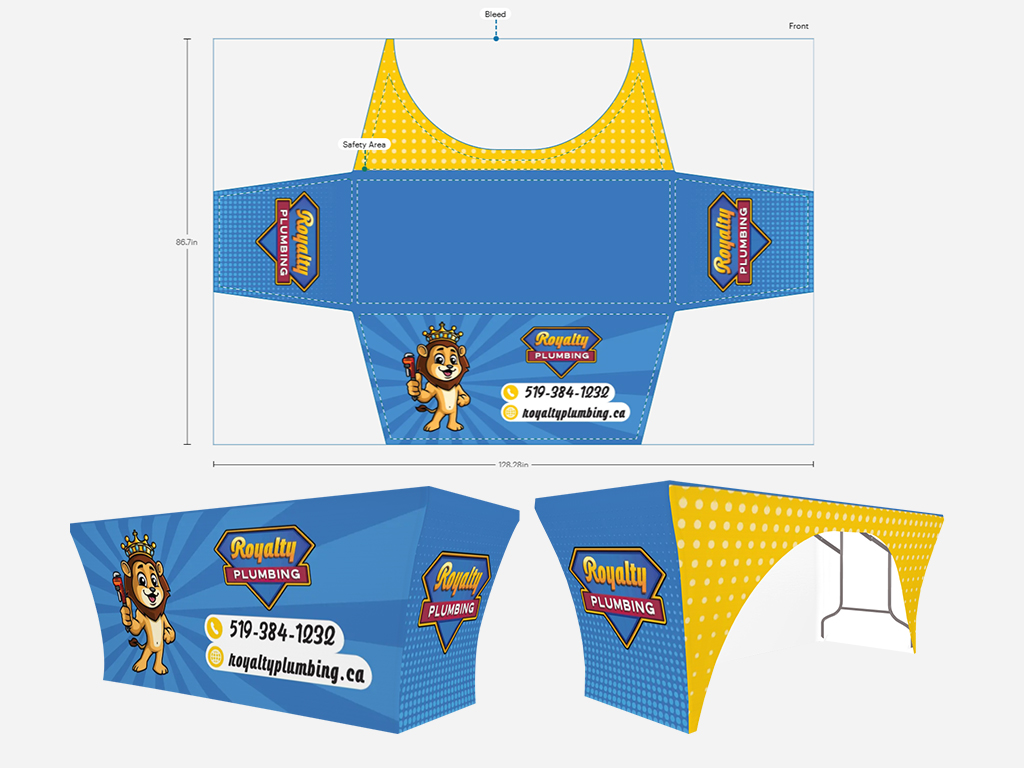 Bleed
Front
Safety Area
86.7in
Royalty
PLUMBING
Royalty
PLUMBING
Royalty
PLUMBING
519-384-1232
royaltyplumbing.ca
128.28in
Royalty
PLUMBING
519-384-1232
royaltyplumbing.ca
Royalty
PLUMBING
Royalty
PLUMBING